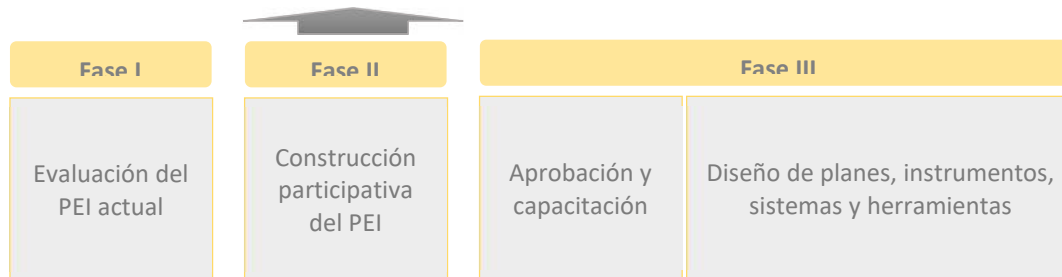 Fase I
Fase II
Fase III
Evaluación del
PEI actual
Construcción
participativa
del PEI
Aprobación y
capacitación
Diseño de planes, instrumentos,
sistemas y herramientas